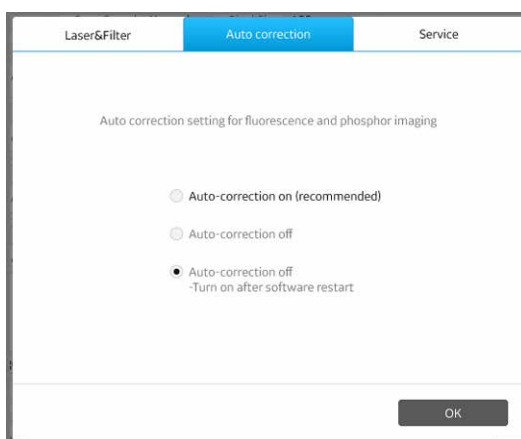 Laser&Filter
Auto correction
Service
Auto correction setting for fluorescence and phosphor imaging
Auto-correction on (recommended)
Auto-correction off
Auto-correction off
-Turn on after software restart
OK